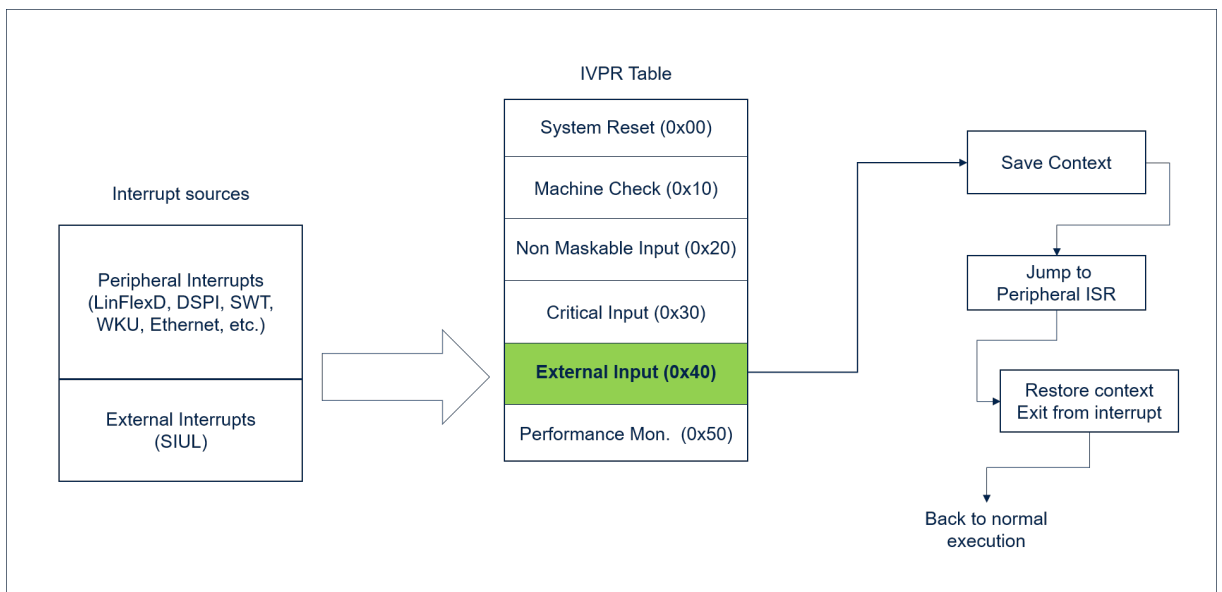 Interrupt sources
Peripheral Interrupts
(LinFlexD, DSPI, SWT,
WKU, Ethernet, etc.)
External Interrupts
(SIUL)
IVPR Table
System Reset (0x00)
Machine Check (0x10)
Non Maskable Input (0x20)
Critical Input (0x30)
External Input (0x40)
Performance Mon. (0x50)
Save Context
Jump to
Peripheral ISR
Restore context
Exit from interrupt
Back to normal
execution